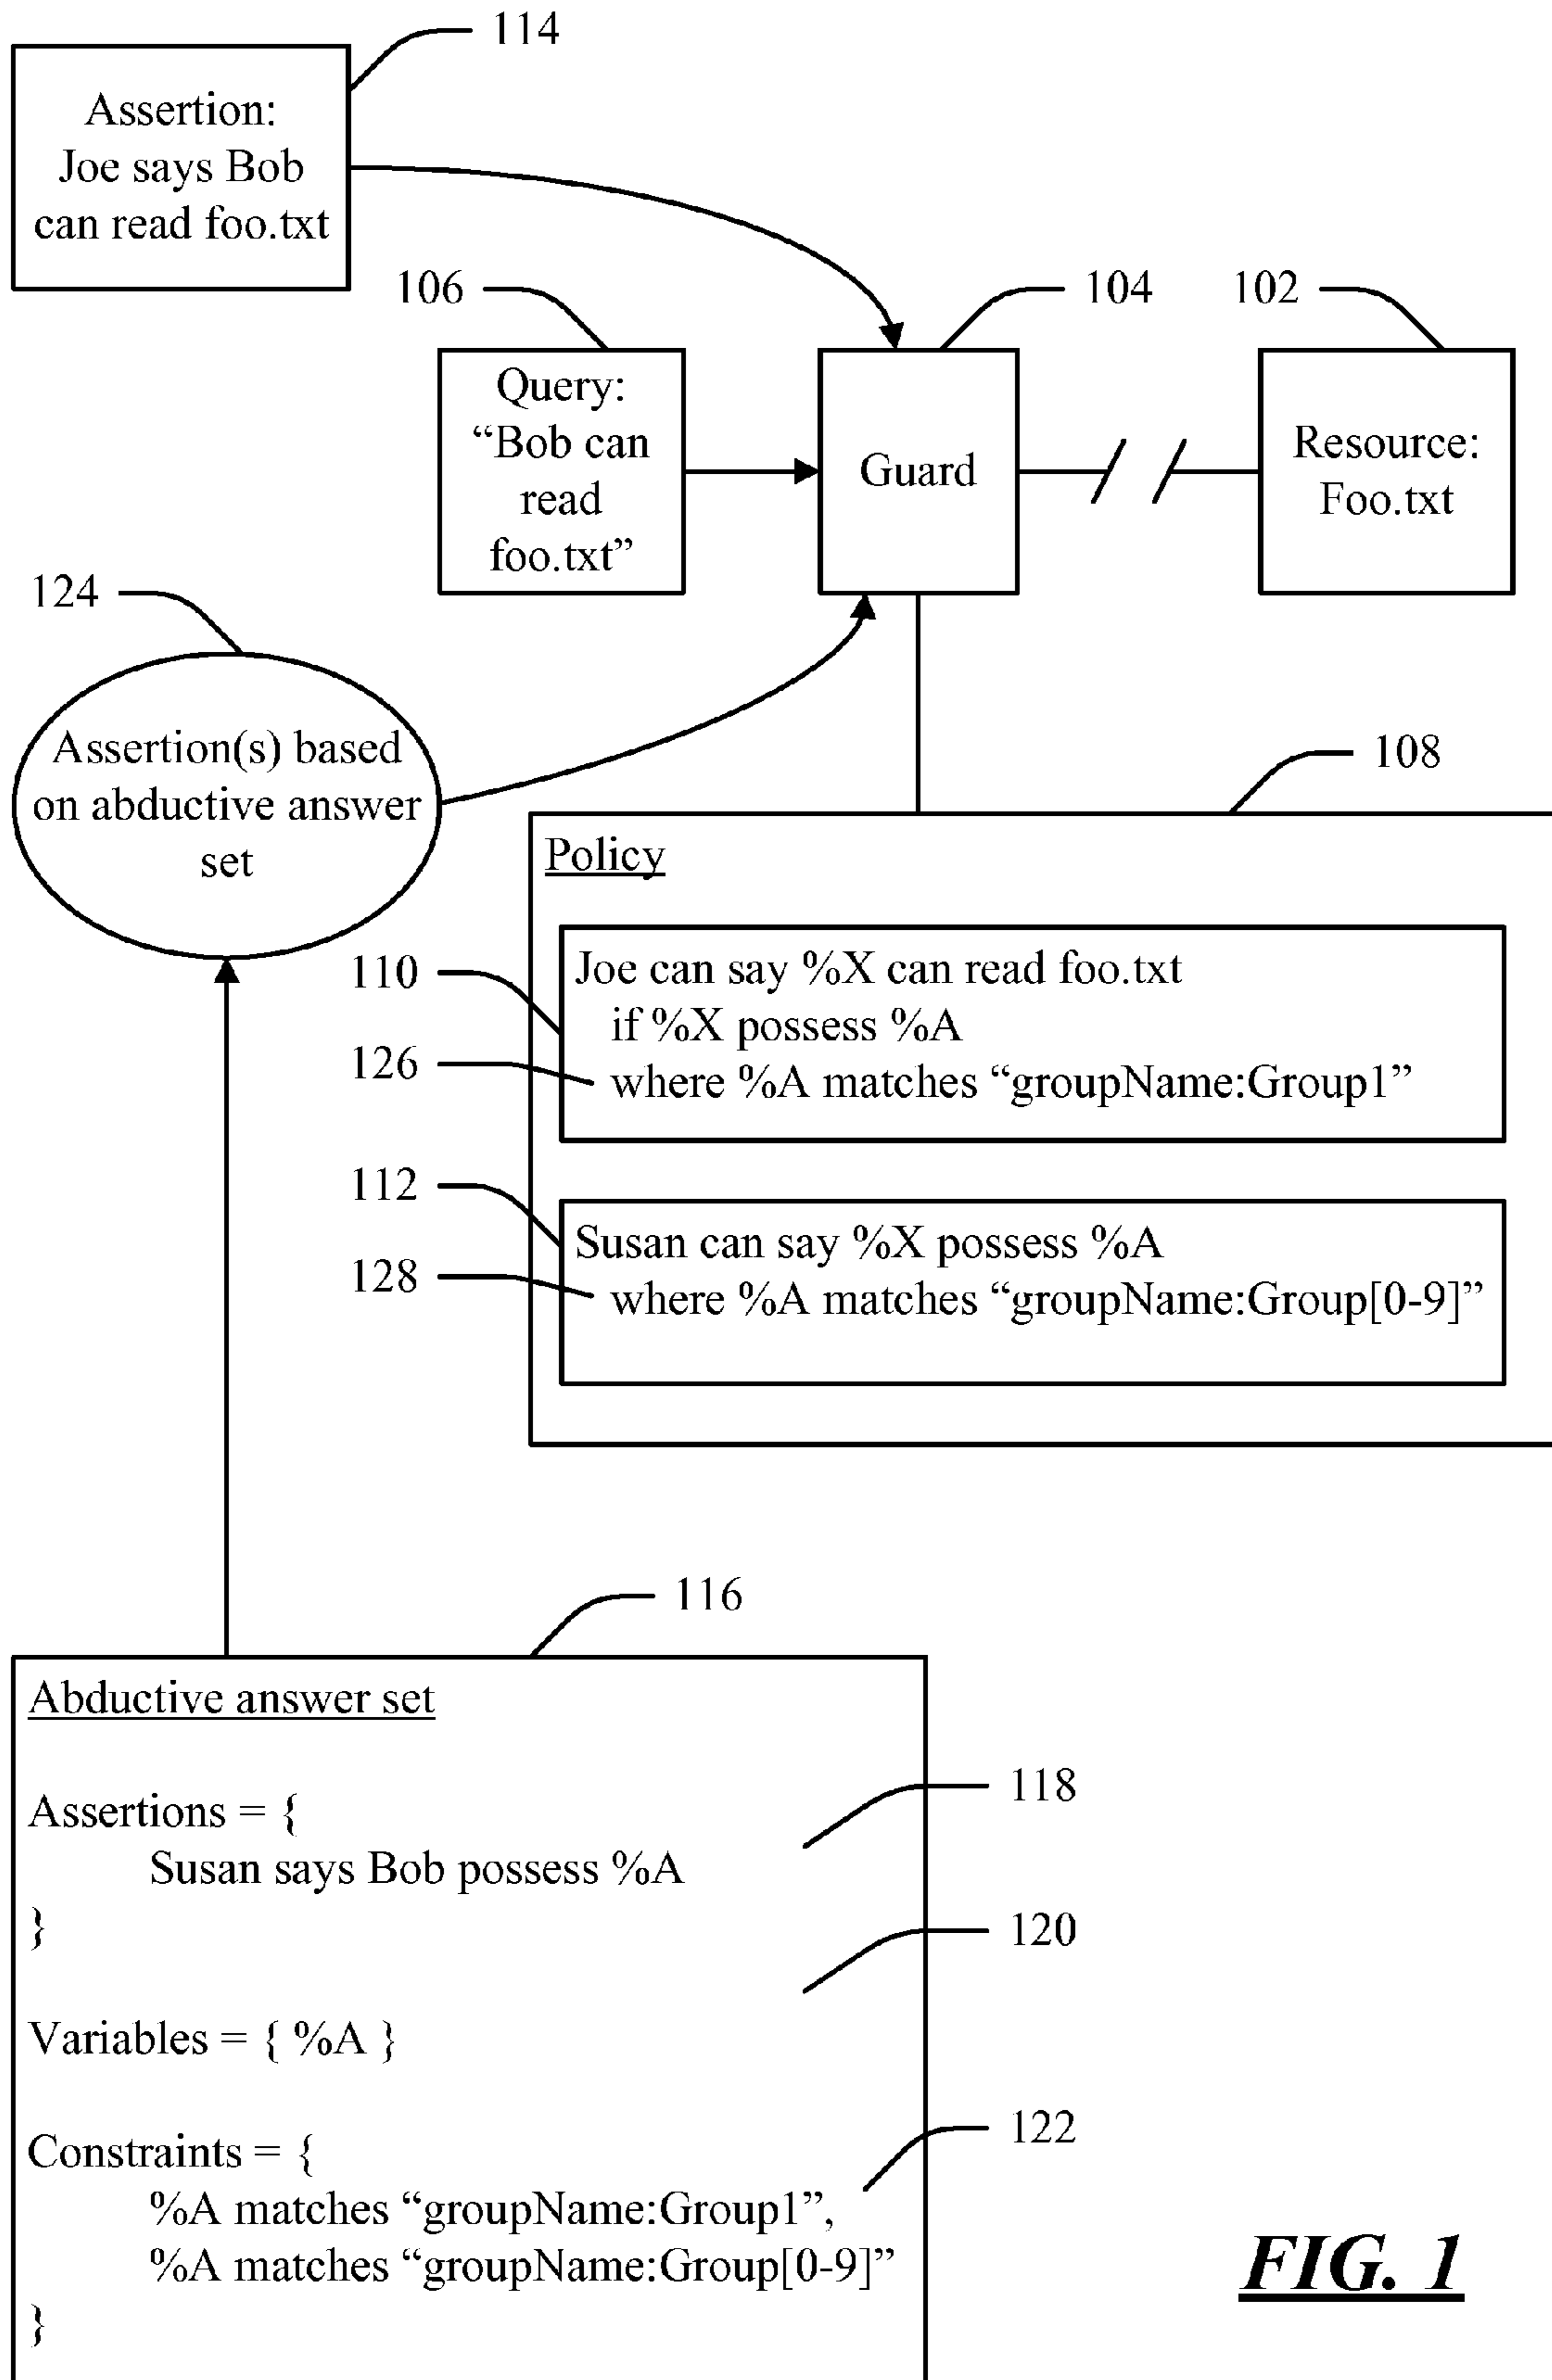 114
Assertion:
Joe says Bob
can read foo.txt
106
104
102
Query:
“Bob can
read
foo.txt”
Guard
Resource:
Foo.txt
124
Assertion(s) based
on abductive answer
set
108
Policy
110
Joe can say %X can read foo.txt
if %X possess %A
126
where %A matches “groupName:Group1”
112
Susan can say %X possess %A
128
where %A matches “groupName:Group[0-9]”
116
Abductive answer set
118
Assertions = {
Susan says Bob possess %A
}
120
Variables = { %A }
122
Constraints = {
%A matches “groupName:Group1”,
%A matches “groupName:Group[0-9]”
}
FIG. 1